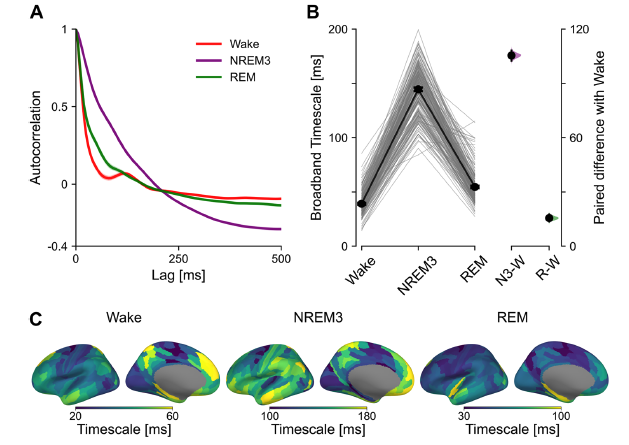 A
Autocorrelation
1
0.5
0
-0.4
0
250
500
Lag [ms]
Wake
NREM3
REM
B
Broadband Timescale [ms]
200
100
0
Wake
NREM3
REM
N3-W
R-W
120
60
0
Paired difference with Wake
C
Wake
NREM3
REM
20
60
Timescale [ms]
100
180
Timescale [ms]
30
100
Timescale [ms]